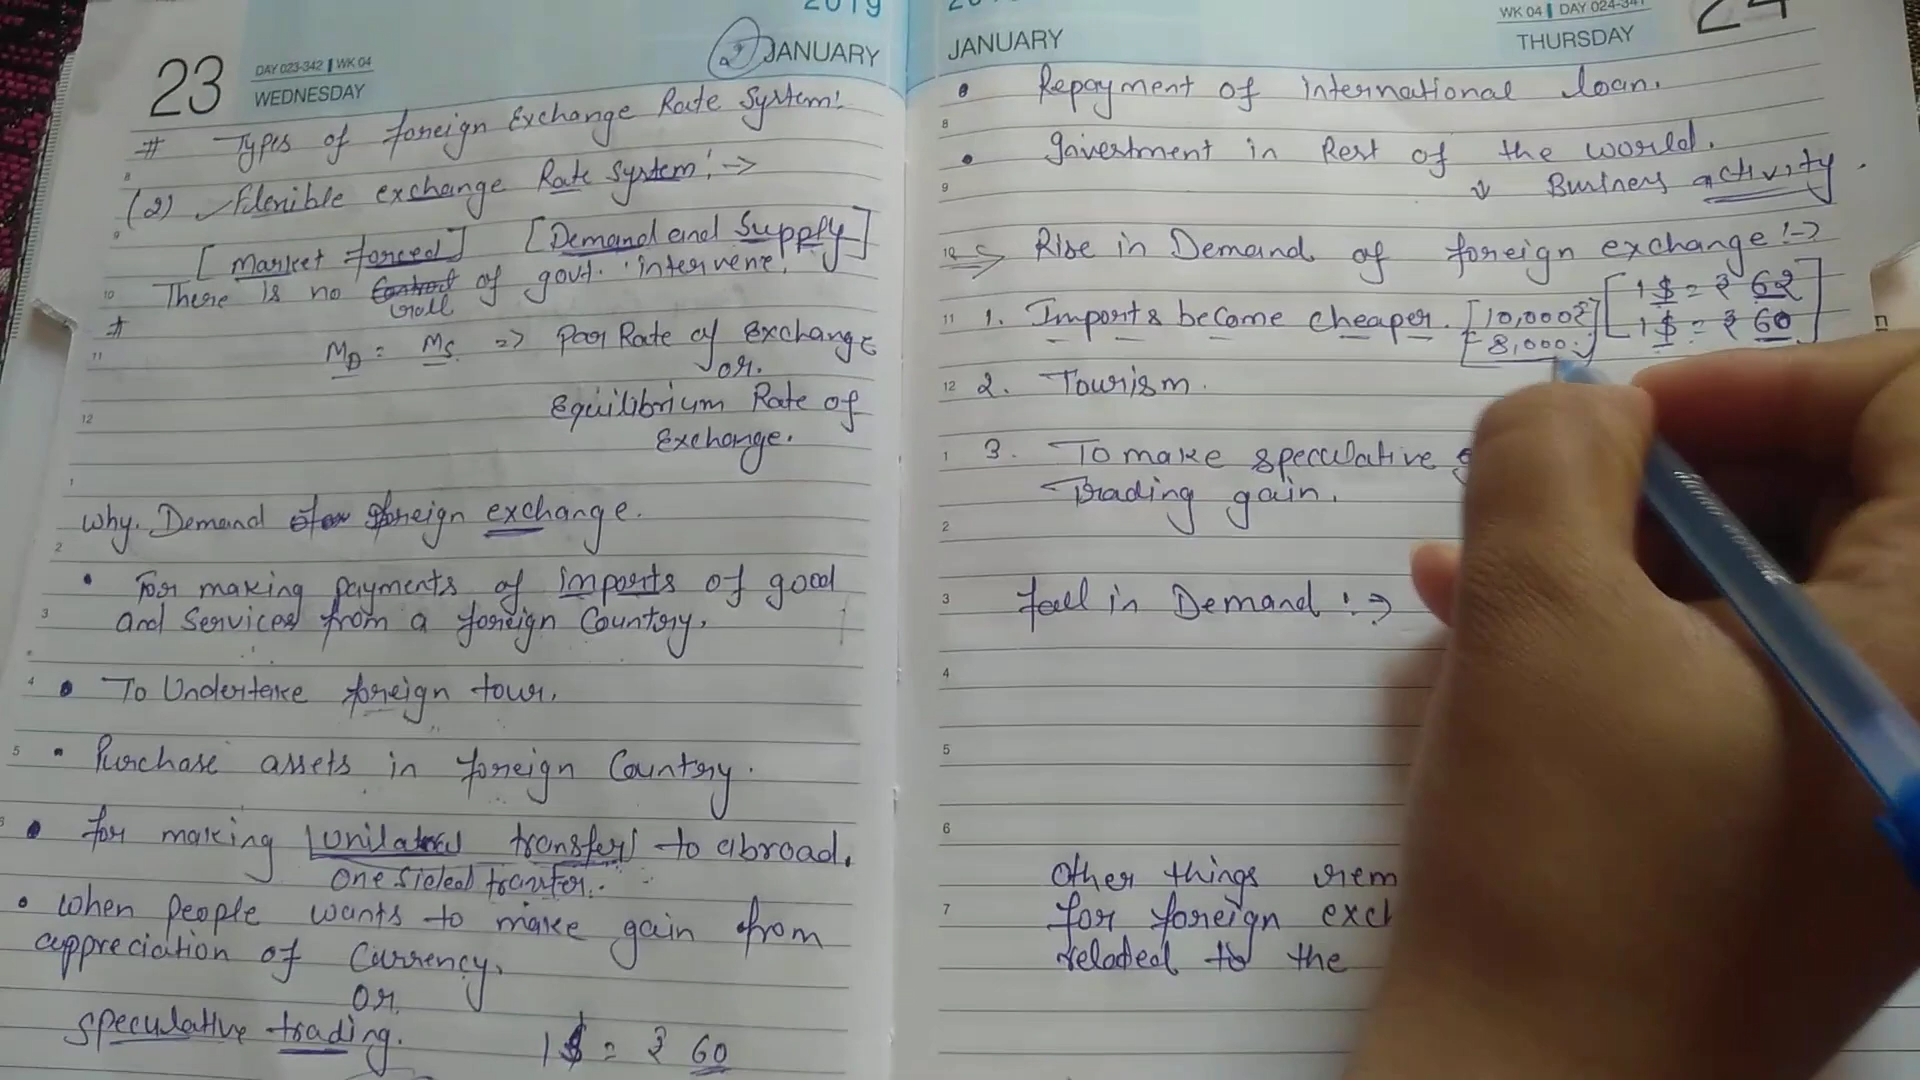 2019
23
DAY 023-342 | WK 04
WEDNESDAY
2
JANUARY
# Types of foreign Exchange Rate System:
(2) Flexible exchange Rate System:→
[Market forced] [Demand and Supply]
There is no of govt. intervene.
#
MD = MS => Parr Rate of Exchange
or.
Equilibrium Rate of
Exchange.
Why. Demand foreign exchange.
• For making payments of imports of good
and Services from a foreign Country.
• To Undertake foreign tour.
• Purchase assets in foreign Country.
• for making unilateral transfer to abroad.
One Sided transfer.
• When people wants to make gain from
appreciation of Currency.
OR
speculative trading.
1$ = ₹ 60
JANUARY
WK 04 | DAY 024-341
THURSDAY
24
• Repayment of international loan.
• in Rest of the world.
↓ Business activity.
Rise in Demand of foreign exchange:→
1. Imports become cheaper. [10,000₹] [1$ = ₹ 62
[8,000] 1$ = ₹ 60]
2. Tourism.
3. To make speculative
Trading gain.
fall in Demand:→
Other things
for foreign
related to the